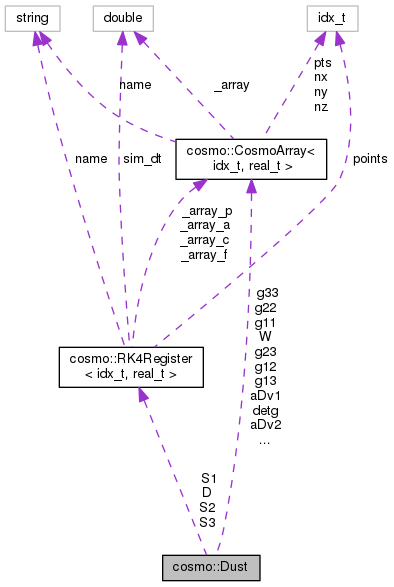 string
double
idx_t
name
_array
pts
nx
ny
nz
cosmo::CosmoArray<
idx_t, real_t >
name
sim_dt
points
_array_p
_array_a
_array_c
_array_f
g33
g22
g11
W
g23
g12
g13
aDv1
detg
aDv2
...
cosmo::RK4Register
< idx_t, real_t >
S1
D
S2
S3
cosmo::Dust